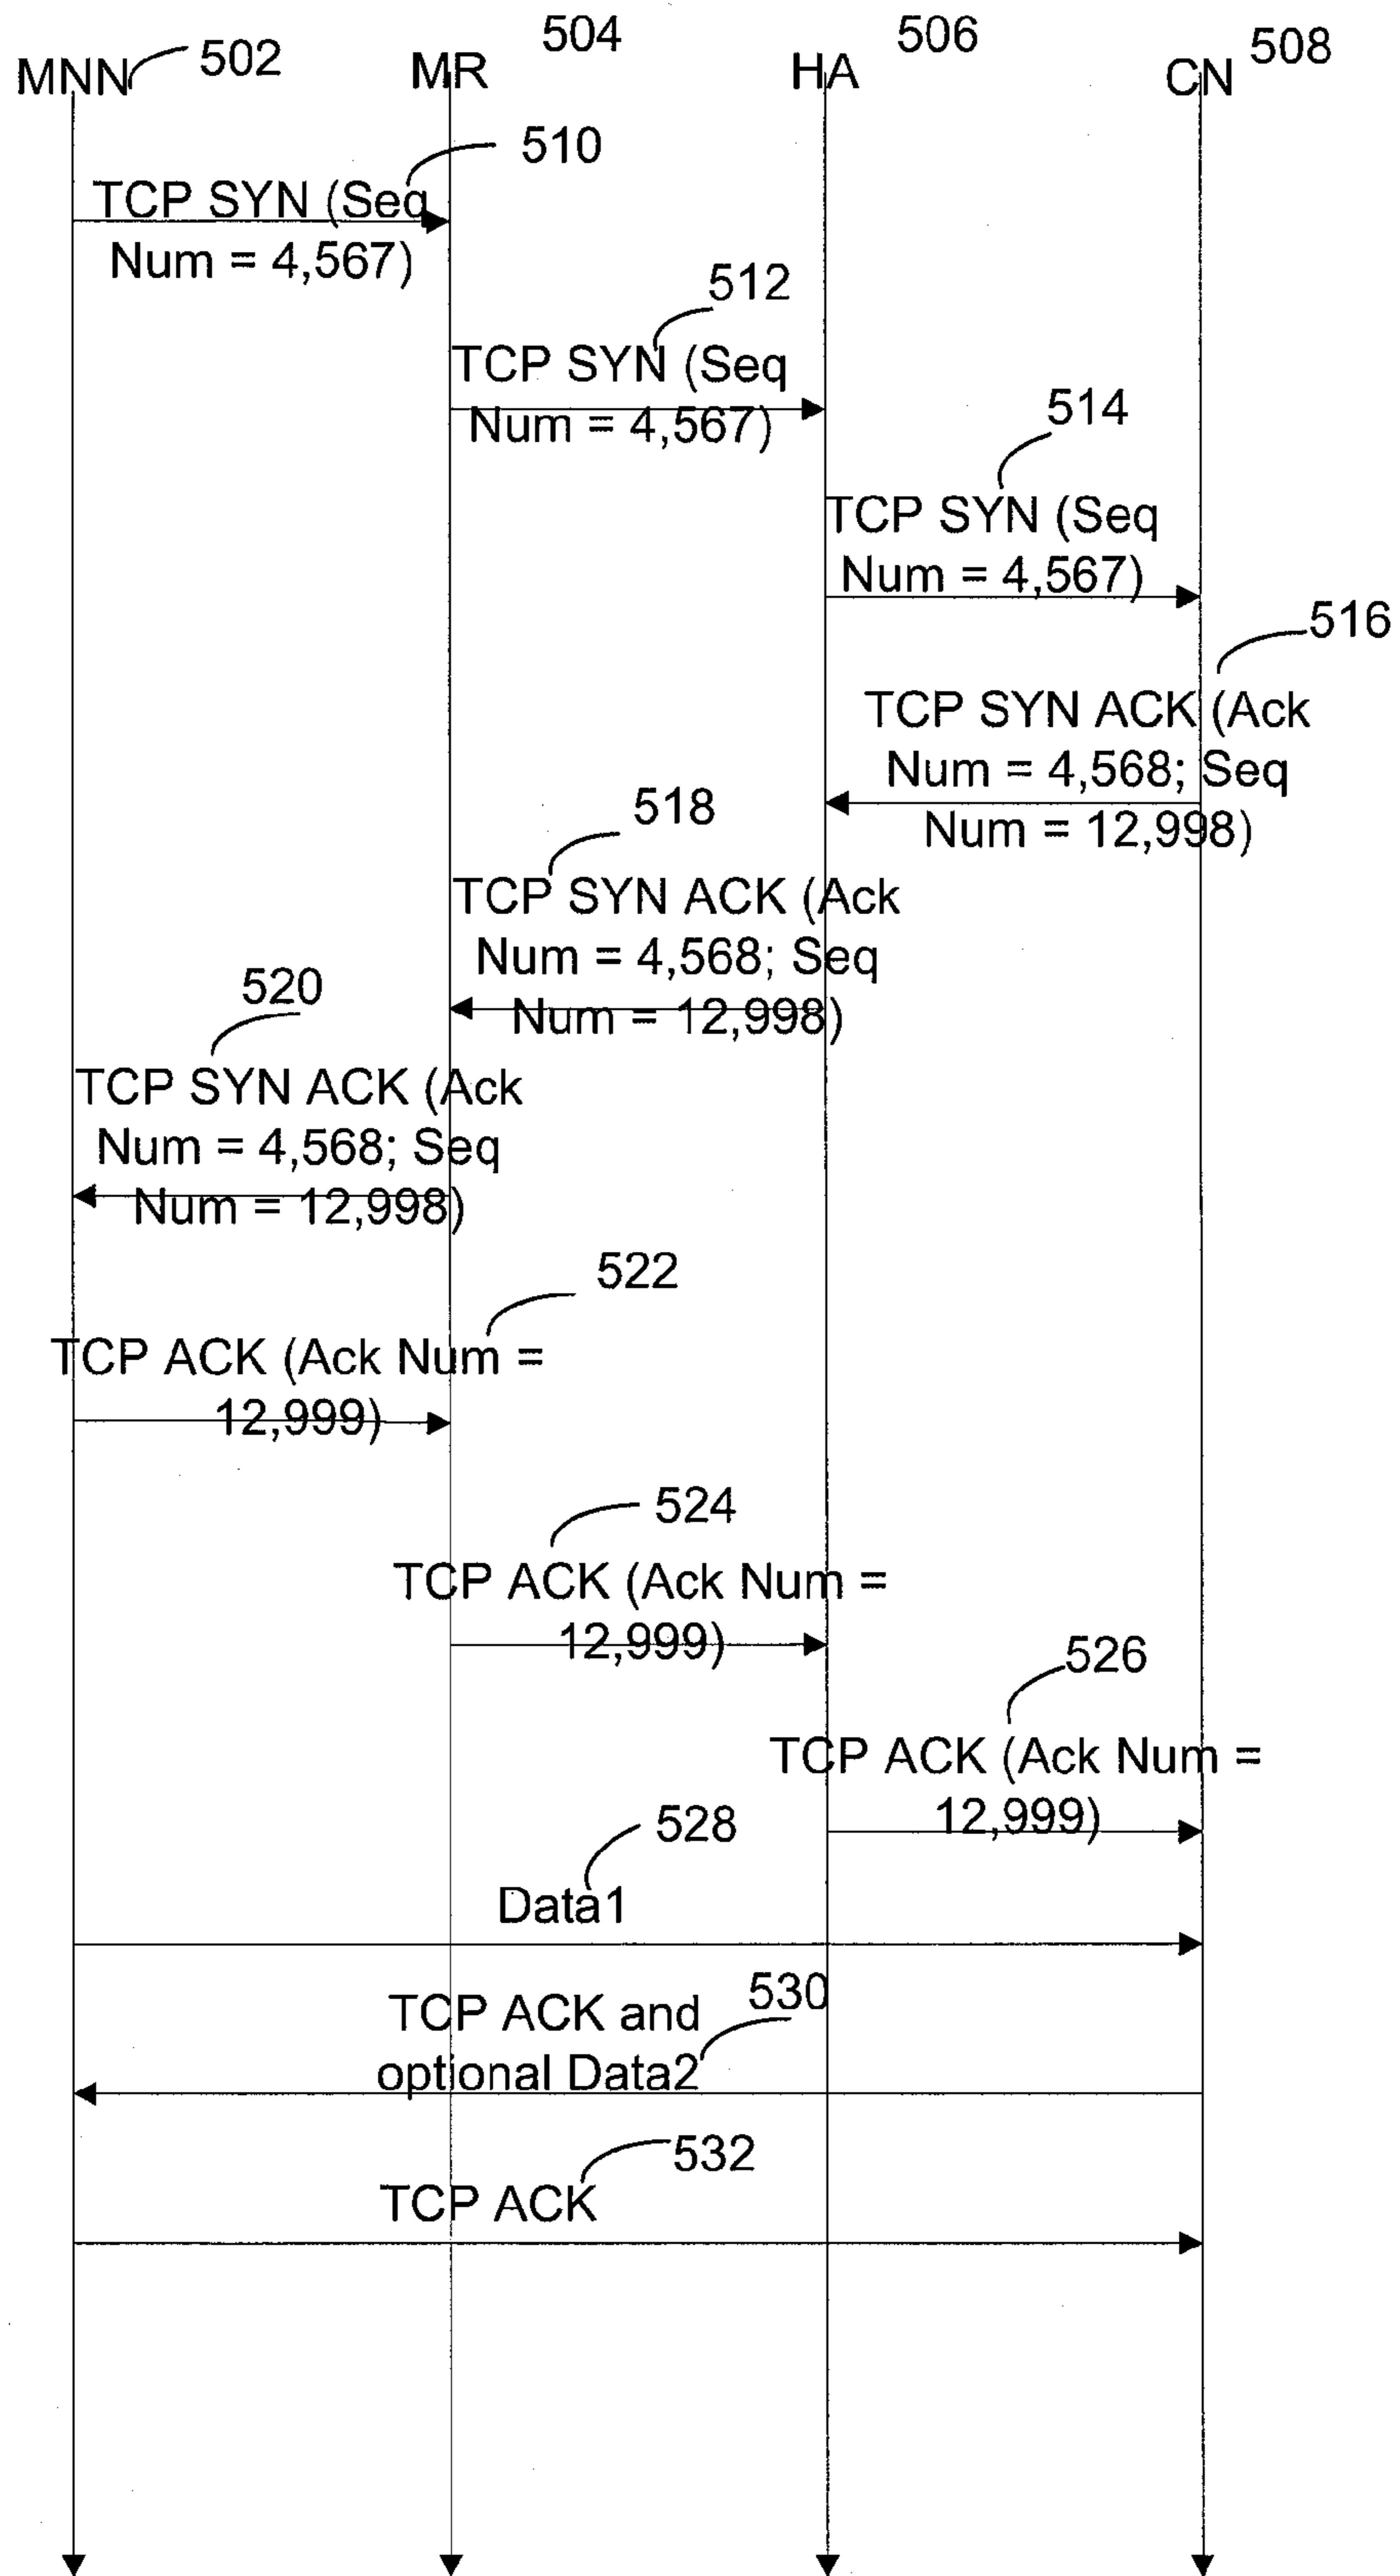 MNN 502 MR 504 HA 506 CN 508
510
TCP SYN (Seq
Num = 4,567)
512
TCP SYN (Seq
Num = 4,567)
514
TCP SYN (Seq
Num = 4,567)
516
TCP SYN ACK (Ack
Num = 4,568; Seq
Num = 12,998)
518
TCP SYN ACK (Ack
Num = 4,568; Seq
Num = 12,998)
520
TCP SYN ACK (Ack
Num = 4,568; Seq
Num = 12,998)
522
TCP ACK (Ack Num =
12,999)
524
TCP ACK (Ack Num =
12,999)
526
TCP ACK (Ack Num =
12,999)
528
Data1
530
TCP ACK and
optional Data2
532
TCP ACK